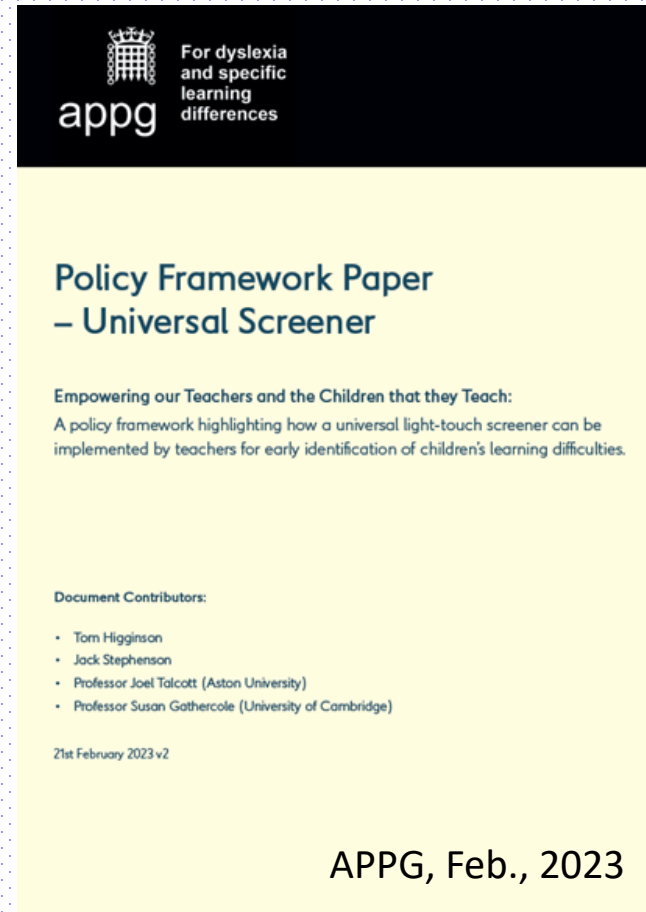 appg
For dyslexia
and specific
learning
differences
Policy Framework Paper
– Universal Screener
Empowering our Teachers and the Children that they Teach:
A policy framework highlighting how a universal light-touch screener can be
implemented by teachers for early identification of children's learning difficulties.
Document Contributors:
• Tom Higginson
• Jack Stephenson
• Professor Joel Talcott (Aston University)
• Professor Susan Gathercole (University of Cambridge)
21st February 2023 v2
APPG, Feb., 2023